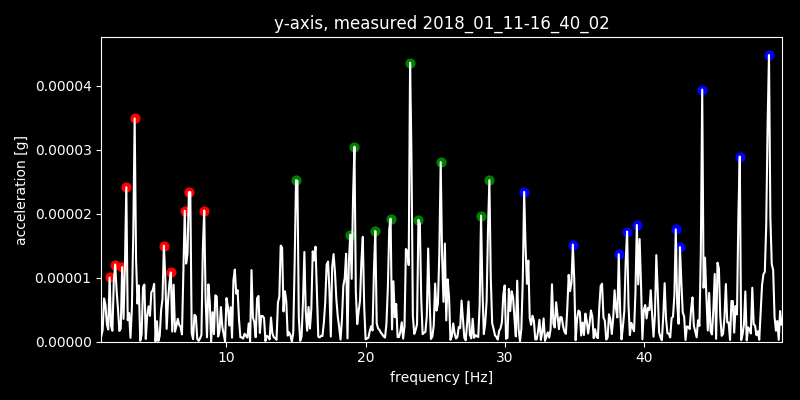 y-axis, measured 2018_01_11-16_40_02
0.00004
0.00003
0.00002
0.00001
0.00000
acceleration [g]
10 20 30 40
frequency [Hz]